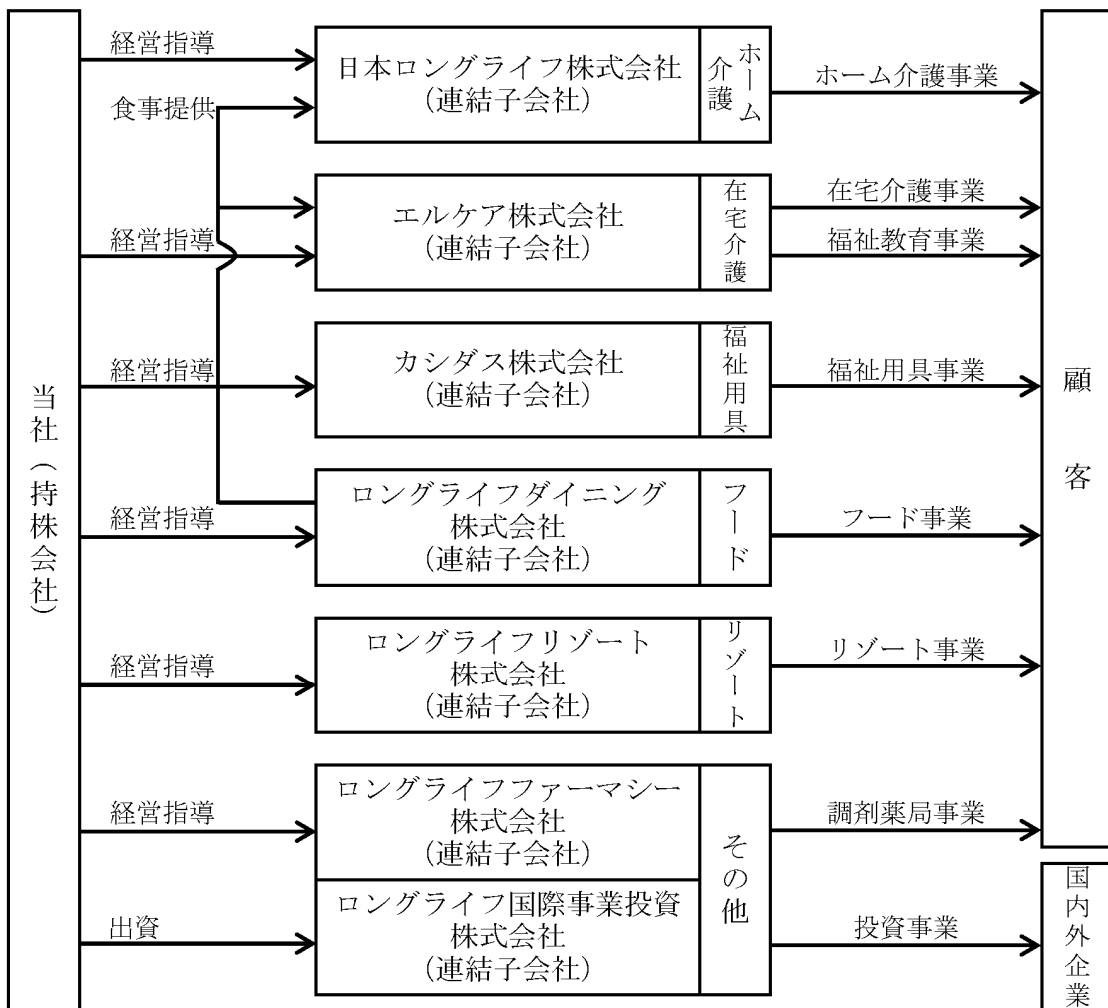 当社（持株会社）
経営指導
食事提供
日本ロングライフ株式会社
（連結子会社）
ホーム
介護
ホーム介護事業
経営指導
エルケア株式会社
（連結子会社）
在宅介護
在宅介護事業
福祉教育事業
経営指導
カシダス株式会社
（連結子会社）
福祉用具
福祉用具事業
経営指導
ロングライフダイニング
株式会社
（連結子会社）
フード
フード事業
経営指導
ロングライフリゾート
株式会社
（連結子会社）
リゾート
リゾート事業
経営指導
ロングライフファーマシー
株式会社
（連結子会社）
その他
調剤薬局事業
出資
ロングライフ国際事業投資
株式会社
（連結子会社）
投資事業
顧客
国内外企業